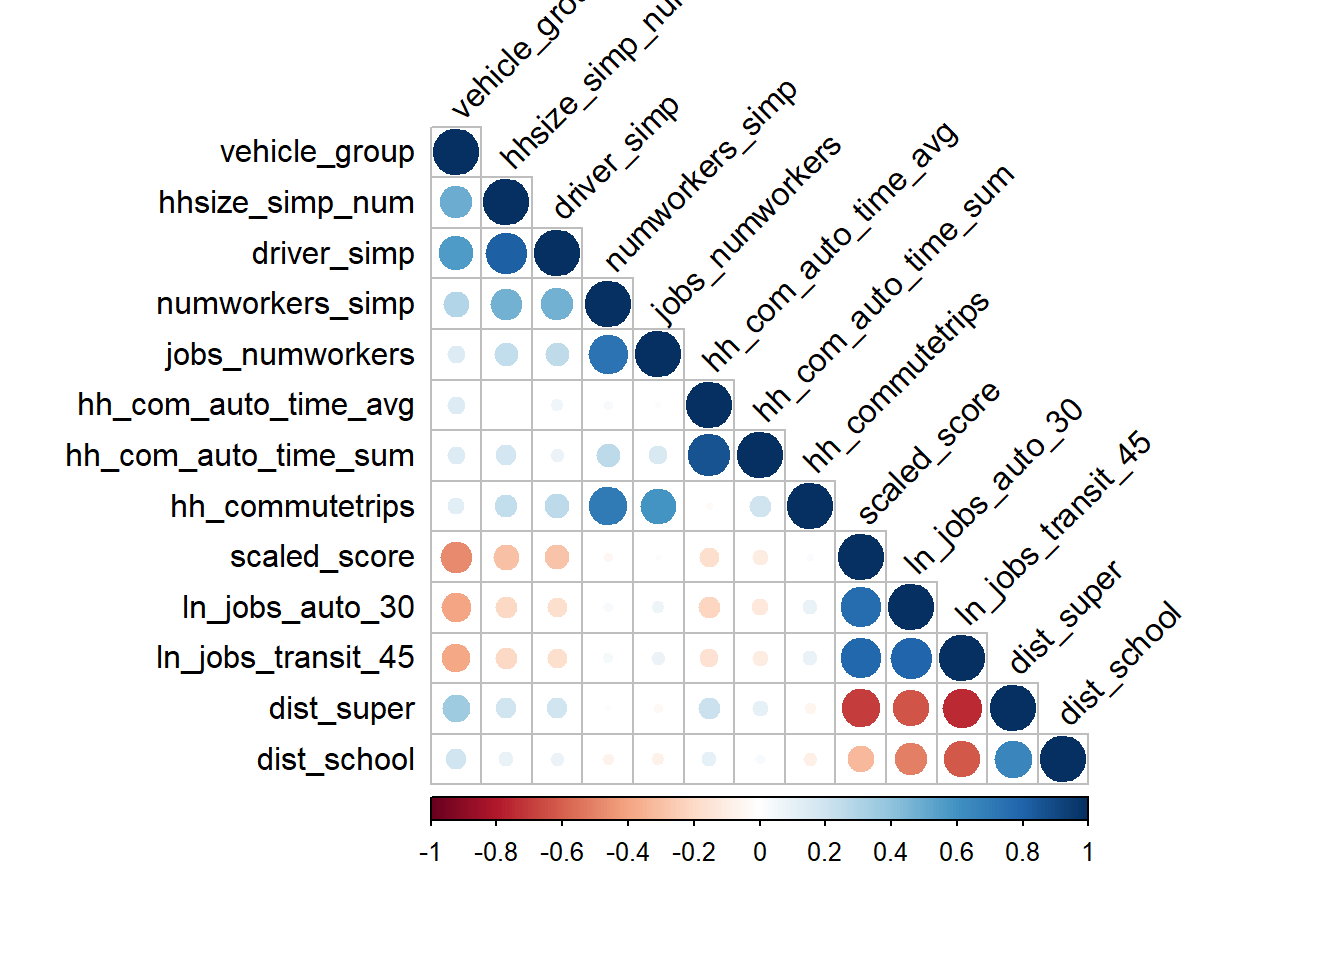 vehicle_gro
hhsize_simp_nu
driver_simp
numworkers_simp
jobs_numworkers
hh_com_auto_time_avg
hh_com_auto_time_sum
hh_commutetrips
scaled_score
ln_jobs_auto_30
ln_jobs_transit_45
dist_super
dist_school
vehicle_group
hhsize_simp_num
driver_simp
numworkers_simp
jobs_numworkers
hh_com_auto_time_avg
hh_com_auto_time_sum
hh_commutetrips
scaled_score
ln_jobs_auto_30
ln_jobs_transit_45
dist_super
dist_school
-1 -0.8 -0.6 -0.4 -0.2 0 0.2 0.4 0.6 0.8 1